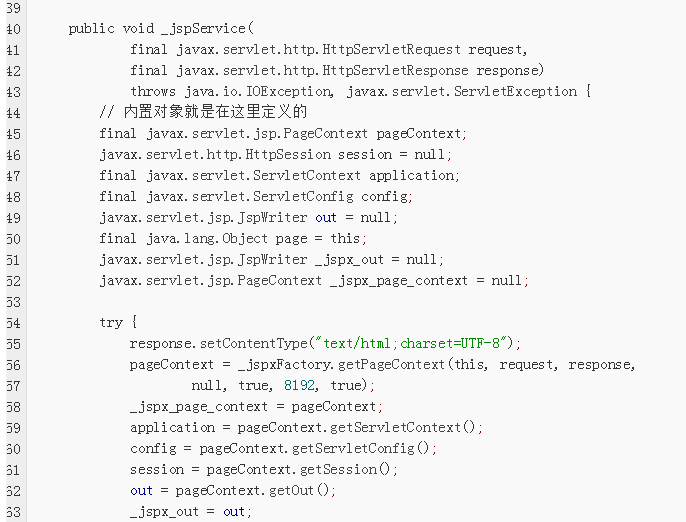 39
40 public void _jspService(
41 final javax.servlet.http.HttpServletRequest request,
42 final javax.servlet.http.HttpServletResponse response)
43 throws java.io.IOException, javax.servlet.ServletException {
44 // 内置对象就是在这里定义的
45 final javax.servlet.jsp.PageContext pageContext;
46 javax.servlet.http.HttpSession session = null;
47 final javax.servlet.ServletContext application;
48 final javax.servlet.ServletConfig config;
49 javax.servlet.jsp.JspWriter out = null;
50 final java.lang.Object page = this;
51 javax.servlet.jsp.JspWriter _jspx_out = null;
52 javax.servlet.jsp.PageContext _jspx_page_context = null;
53
54 try {
55 response.setContentType("text/html;charset=UTF-8");
56 pageContext = _jspxFactory.getPageContext(this, request, response,
57 null, true, 8192, true);
58 _jspx_page_context = pageContext;
59 application = pageContext.getServletContext();
60 config = pageContext.getServletConfig();
61 session = pageContext.getSession();
62 out = pageContext.getOut();
63 _jspx_out = out;